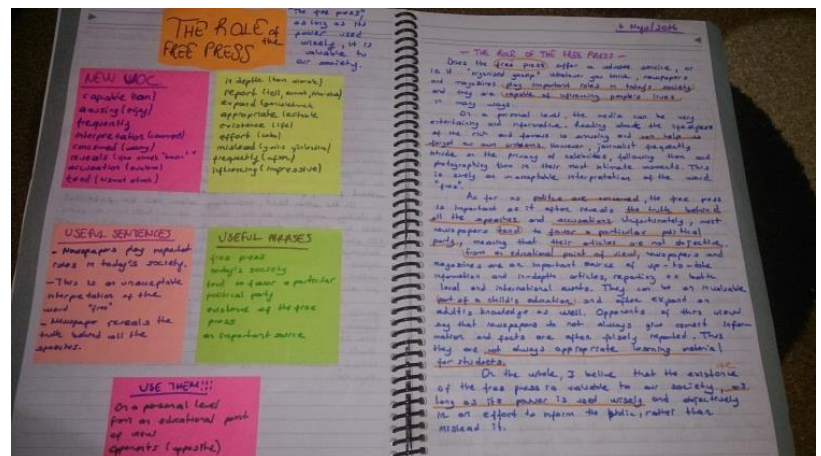 THE ROLE of
the
FREE PRESS
"The free press",
as long as its
power used
wisely, it is
valuable to
our society.
NEW VOC
capable
amusing
frequently
interpretation
concerned
reveals
accusation
tend
in depth
report
expand
appropriate
existence
effort
mislead
frequently (often)
influencing (impressive)
USEFUL SENTENCES
- Newspapers play important
roles in today's society.
- This is an unacceptable
interpretation of the
word "free"
- Newspaper reveals the
truth behind all the
speeches.
USEFUL PHRASES
free press
today's society
tend to favor a particular
political party
existence of the free
press
an important source
USE THEM!!!
On a personal level
from an educational point
of view
opponents (opposite)
2016
- THE ROLE OF THE FREE PRESS -
Does the free press offer a valuable service, or
is it "organised gossip" whatever you think, newspapers
and magazines play important roles in today's society
and they are capable of influencing people's lives
in many ways.
On a personal level, the media can be very
entertaining and informative. Reading about the
of the rich and famous is amusing and can help us
forget our own problems. However, journalist frequently
intrude on the privacy of celebrities, following them and
photographing them in their most intimate moments. This
is surely an unacceptable interpretation of the word
"free".
As far as politics are concerned, the free press
is important as it often reveals the truth behind
all the speeches and accusations. Unfortunately, most
newspapers tend to favor a particular political
party, meaning that their articles are not objective.
From an educational point of view, newspapers and
magazines are an important source of up-to-date
information and in-depth articles, reporting on both
local and international events. They can be an invaluable
part of a child's education and often expand an
adult's knowledge as well. Opponents of this view
say that newspapers do not always give correct infor
mation and facts are often falsely reported. Thus
they are not always appropriate learning material
for students.
On the whole, I believe that the existence
of the free press is valuable to our society, as
long as its power is used wisely and objectively
in an effort to inform the public, rather than
mislead it.